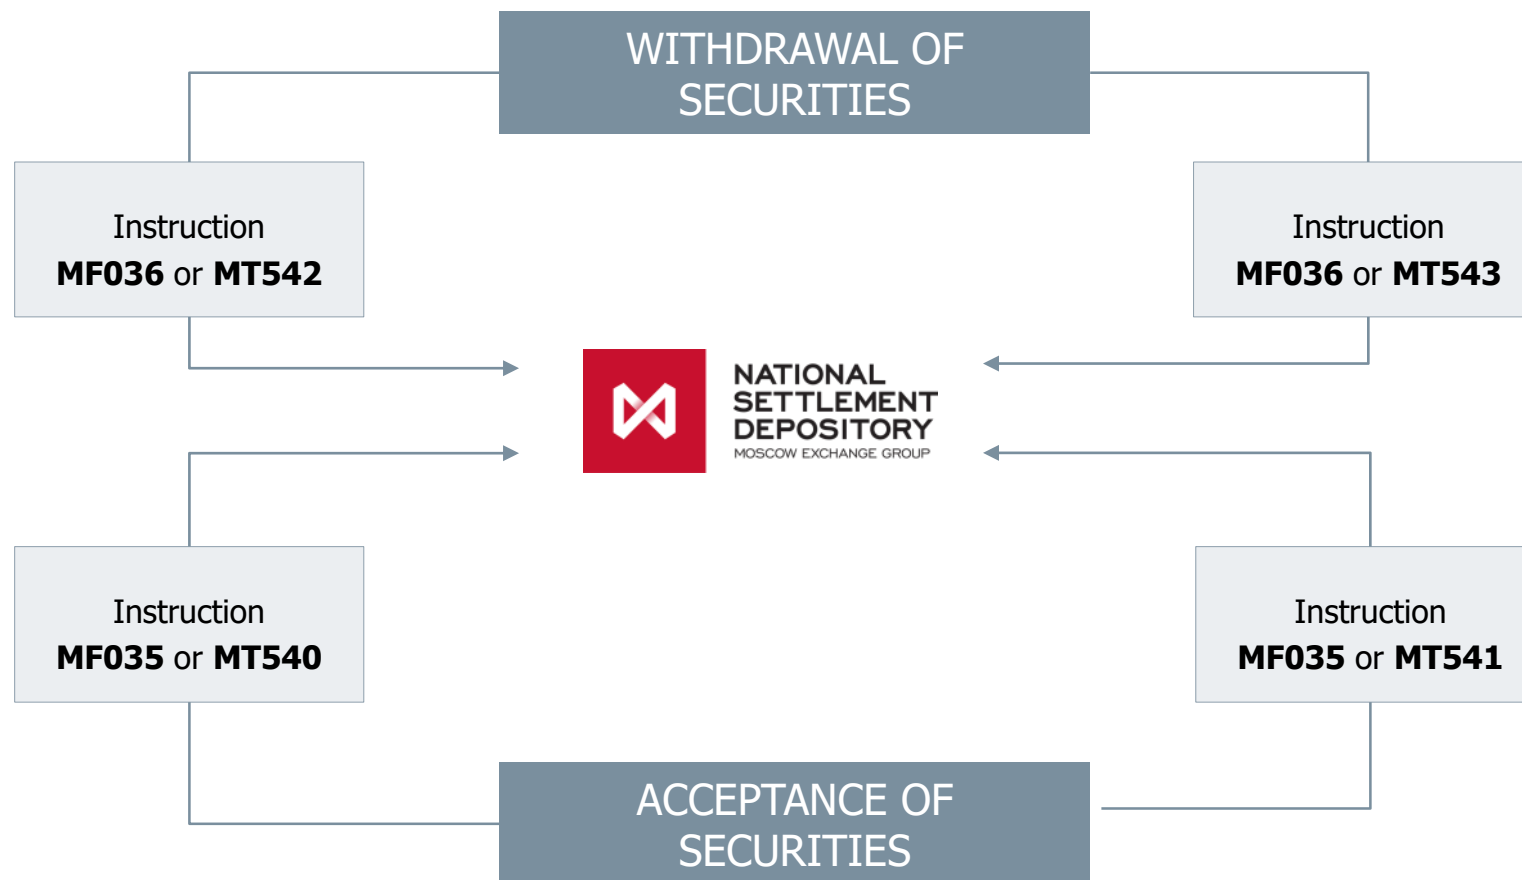 WITHDRAWAL OF
SECURITIES
Instruction
MF036 or MT542
Instruction
MF036 or MT543
NATIONAL
SETTLEMENT
DEPOSITORY
MOSCOW EXCHANGE GROUP
Instruction
MF035 or MT540
Instruction
MF035 or MT541
ACCEPTANCE OF
SECURITIES